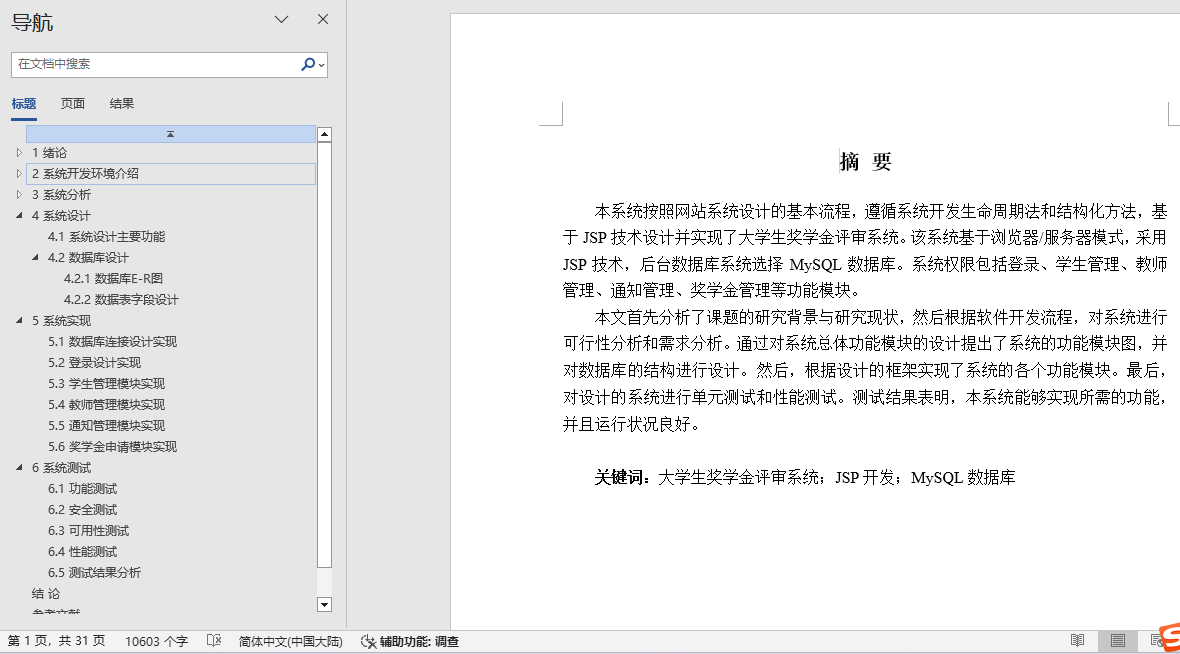 导航
在文档中搜索
标题 页面 结果
1 绪论
2 系统开发环境介绍
3 系统分析
4 系统设计
4.1 系统设计主要功能
4.2 数据库设计
4.2.1 数据库E-R图
4.2.2 数据表字段设计
5 系统实现
5.1 数据库连接设计实现
5.2 登录设计实现
5.3 学生管理模块实现
5.4 教师管理模块实现
5.5 通知管理模块实现
5.6 奖学金申请模块实现
6 系统测试
6.1 功能测试
6.2 安全测试
6.3 可用性测试
6.4 性能测试
6.5 测试结果分析
结 论
参考文献
摘 要
本系统按照网站系统设计的基本流程，遵循系统开发生命周期法和结构化方法，基
于 JSP 技术设计并实现了大学生奖学金评审系统。该系统基于浏览器/服务器模式，采用
JSP 技术，后台数据库系统选择 MySQL 数据库。系统权限包括登录、学生管理、教师
管理、通知管理、奖学金管理等功能模块。
本文首先分析了课题的研究背景与研究现状，然后根据软件开发流程，对系统进行
可行性分析和需求分析。通过对系统总体功能模块的设计提出了系统的功能模块图，并
对数据库的结构进行设计。然后，根据设计的框架实现了系统的各个功能模块。最后，
对设计的系统进行单元测试和性能测试。测试结果表明，本系统能够实现所需的功能，
并且运行状况良好。
关键词：大学生奖学金评审系统；JSP 开发；MySQL 数据库
第 1 页，共 31 页 10603 个字 简体中文(中国大陆) 辅助功能: 调查